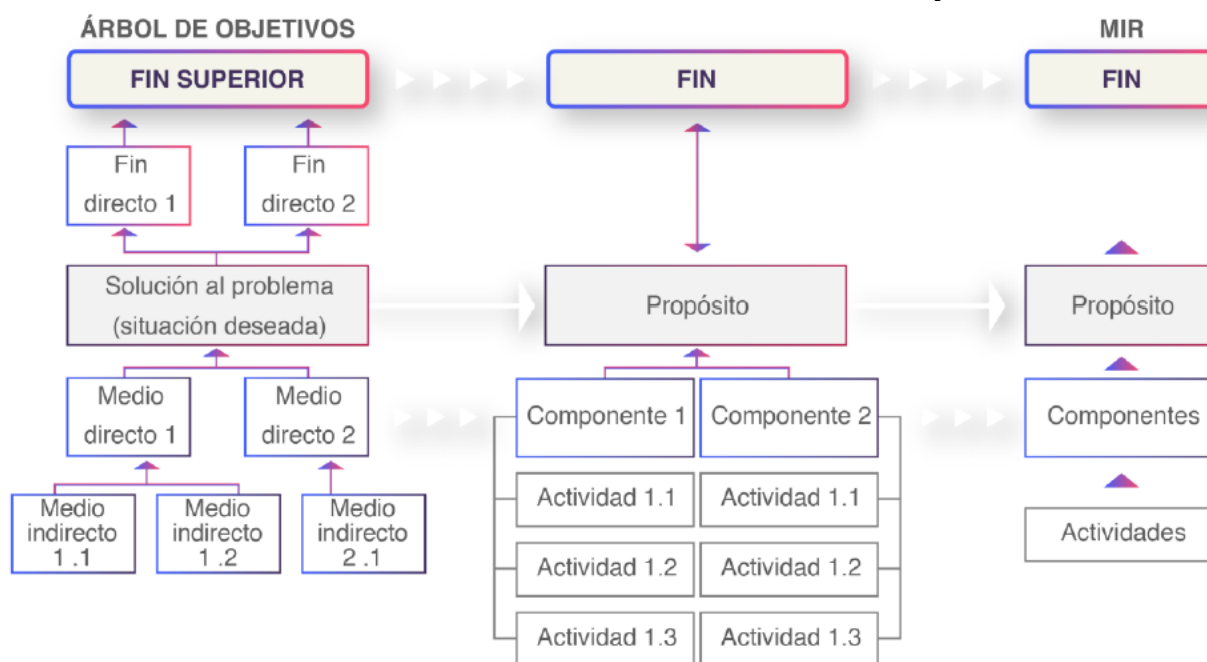 ÁRBOL DE OBJETIVOS
MIR
FIN SUPERIOR
FIN
FIN
Fin
directo 1
Fin
directo 2
Solución al problema
(situación deseada)
Propósito
Propósito
Medio
directo 1
Medio
directo 2
Componente 1
Componente 2
Componentes
Medio
indirecto
1 .1
Medio
indirecto
1 .2
Medio
indirecto
2 .1
Actividad 1.1
Actividad 1.1
Actividades
Actividad 1.2
Actividad 1.2
Actividad 1.3
Actividad 1.3